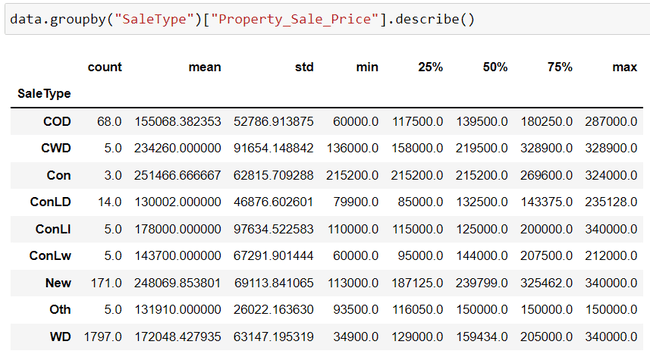 data.groupby("SaleType")["Property_Sale_Price"].describe()
count mean std min 25% 50% 75% max
SaleType
COD 68.0 155068.382353 52786.913875 60000.0 117500.0 139500.0 180250.0 287000.0
CWD 5.0 234260.000000 91654.148842 136000.0 158000.0 219500.0 328900.0 328900.0
Con 3.0 251466.666667 62815.709288 215200.0 215200.0 215200.0 269600.0 324000.0
ConLD 14.0 130002.000000 46876.602601 79900.0 85000.0 132500.0 143375.0 235128.0
ConLI 5.0 178000.000000 97634.522583 110000.0 115000.0 125000.0 200000.0 340000.0
ConLw 5.0 143700.000000 67291.901444 60000.0 95000.0 144000.0 207500.0 212000.0
New 171.0 248069.853801 69113.841065 113000.0 187125.0 239799.0 325462.0 340000.0
Oth 5.0 131910.000000 26022.163630 93500.0 116050.0 150000.0 150000.0 150000.0
WD 1797.0 172048.427935 63147.195319 34900.0 129000.0 159434.0 205000.0 340000.0